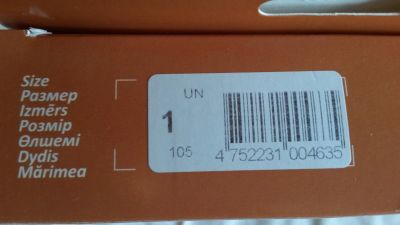 Size
Размер
Izmērs
Розмір
Өлшемі
Dydis
Mărimea
UN
1
105
4 752231 004635